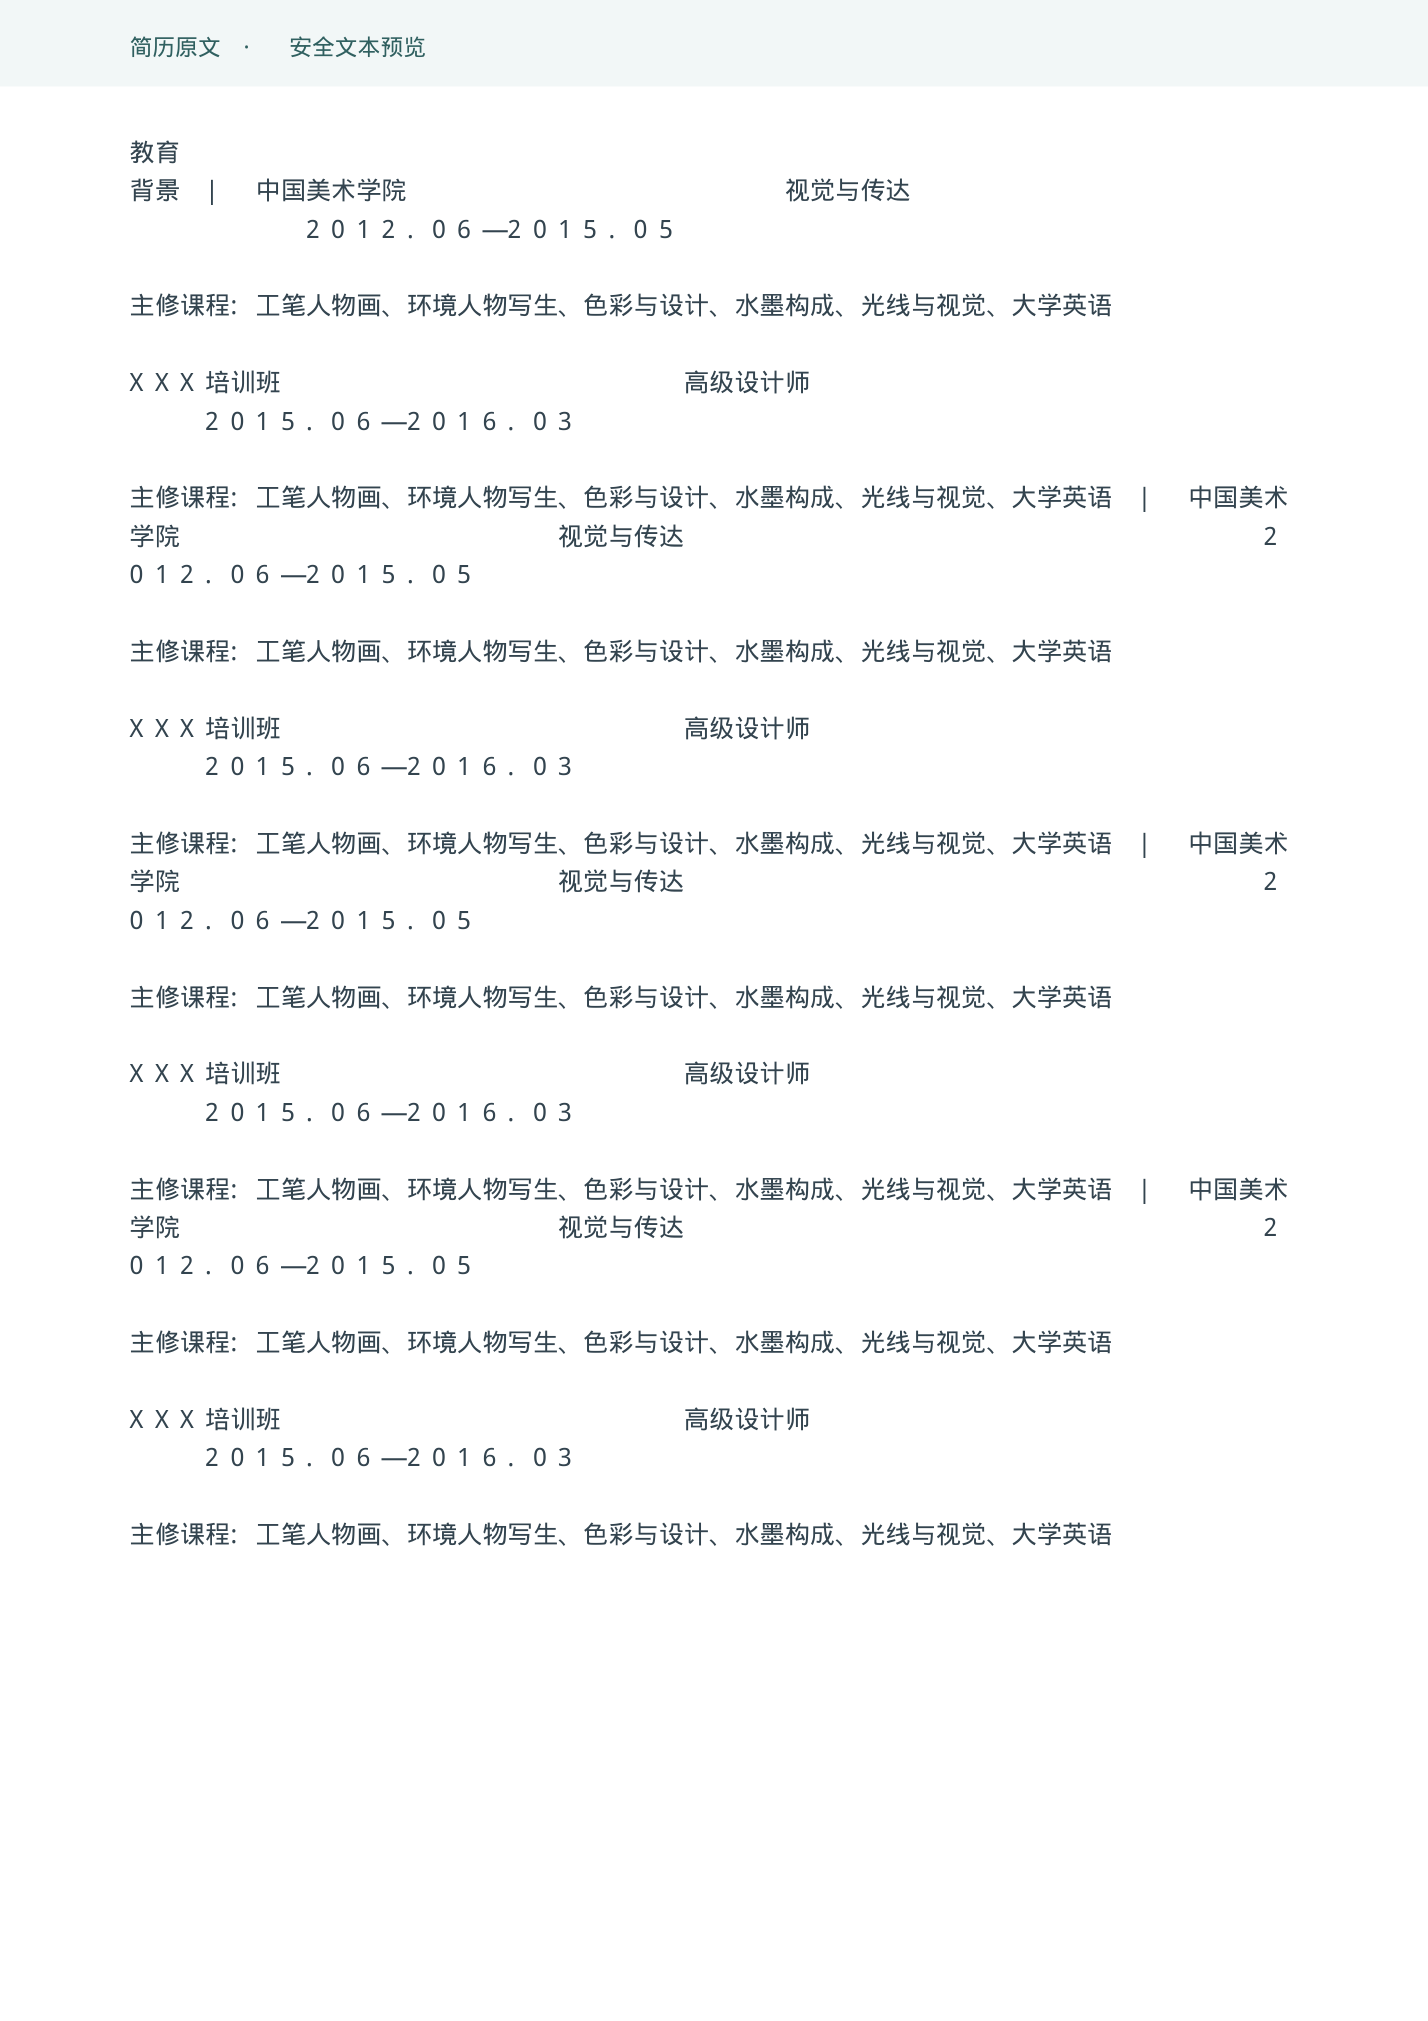 简历原文 · 安全文本预览
教育
背景 | 中国美术学院 视觉与传达
2012.06—2015.05
主修课程：工笔人物画、环境人物写生、色彩与设计、水墨构成、光线与视觉、大学英语
XXX培训班 高级设计师
2015.06—2016.03
主修课程：工笔人物画、环境人物写生、色彩与设计、水墨构成、光线与视觉、大学英语 | 中国美术
学院 视觉与传达 2
012.06—2015.05
主修课程：工笔人物画、环境人物写生、色彩与设计、水墨构成、光线与视觉、大学英语
XXX培训班 高级设计师
2015.06—2016.03
主修课程：工笔人物画、环境人物写生、色彩与设计、水墨构成、光线与视觉、大学英语 | 中国美术
学院 视觉与传达 2
012.06—2015.05
主修课程：工笔人物画、环境人物写生、色彩与设计、水墨构成、光线与视觉、大学英语
XXX培训班 高级设计师
2015.06—2016.03
主修课程：工笔人物画、环境人物写生、色彩与设计、水墨构成、光线与视觉、大学英语 | 中国美术
学院 视觉与传达 2
012.06—2015.05
主修课程：工笔人物画、环境人物写生、色彩与设计、水墨构成、光线与视觉、大学英语
XXX培训班 高级设计师
2015.06—2016.03
主修课程：工笔人物画、环境人物写生、色彩与设计、水墨构成、光线与视觉、大学英语